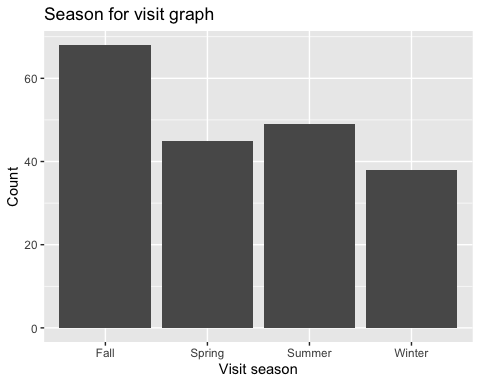 Season for visit graph
60
40
20
0
Count
Fall Spring Summer Winter
Visit season